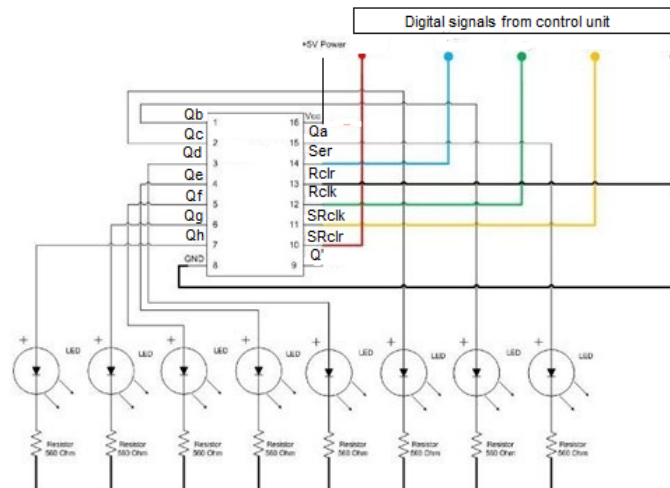 Digital signals from control unit
+5V Power
Qb
1
16
Vcc
Qc
2
15
Qa
Qd
3
14
Ser
Qe
4
13
Rclr
Qf
5
12
Rclk
Qg
6
11
SRclk
Qh
7
10
SRclr
GND
8
9
Q'
+
LED
+
LED
+
LED
+
LED
+
LED
+
LED
+
LED
+
LED
Resistor
560 Ohm
Resistor
560 Ohm
Resistor
560 Ohm
Resistor
560 Ohm
Resistor
560 Ohm
Resistor
560 Ohm
Resistor
560 Ohm
Resistor
560 Ohm